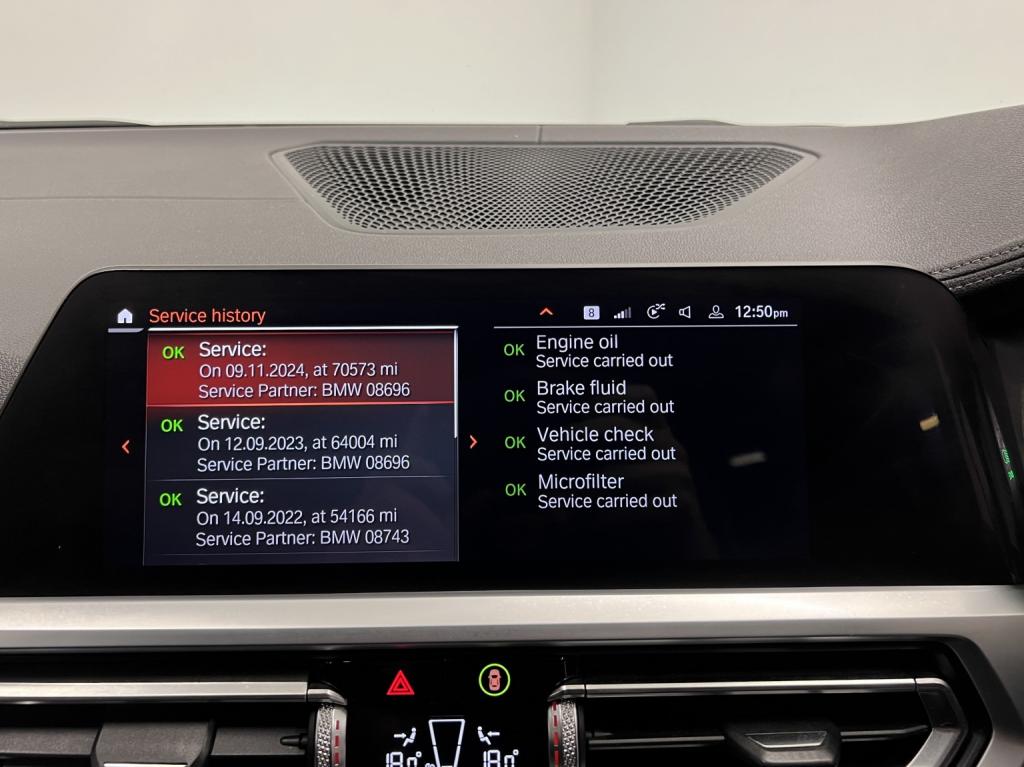 Service history
8
12:50pm
OK Service:
On 09.11.2024, at 70573 mi
Service Partner: BMW 08696
OK Service:
On 12.09.2023, at 64004 mi
Service Partner: BMW 08696
OK Service:
On 14.09.2022, at 54166 mi
Service Partner: BMW 08743
OK Engine oil
Service carried out
OK Brake fluid
Service carried out
OK Vehicle check
Service carried out
OK Microfilter
Service carried out